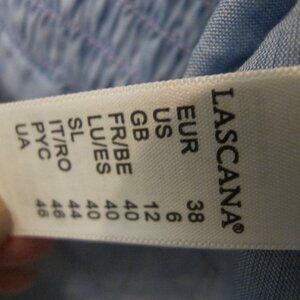 LASCANA®
EUR 38
US 6
GB 12
FR/BE 40
LU/ES 40
SL 44
IT/RO 46
PYC 46
UA